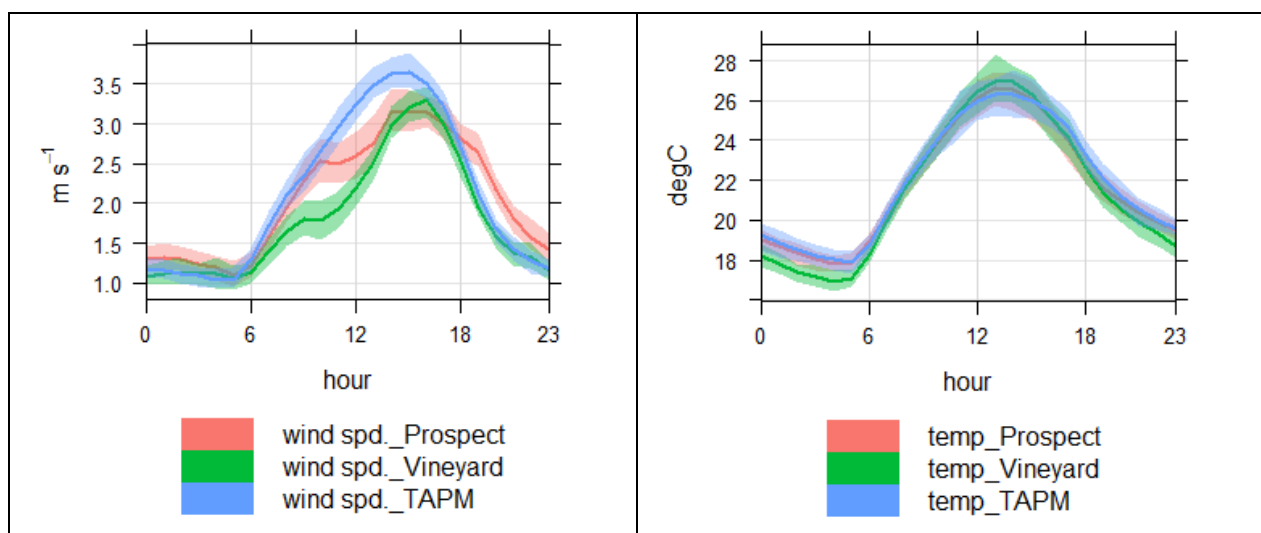 m s⁻¹
3.5
3.0
2.5
2.0
1.5
1.0
0 6 12 18 23
hour
wind spd._Prospect
wind spd._Vineyard
wind spd._TAPM
degC
28
26
24
22
20
18
0 6 12 18 23
hour
temp_Prospect
temp_Vineyard
temp_TAPM